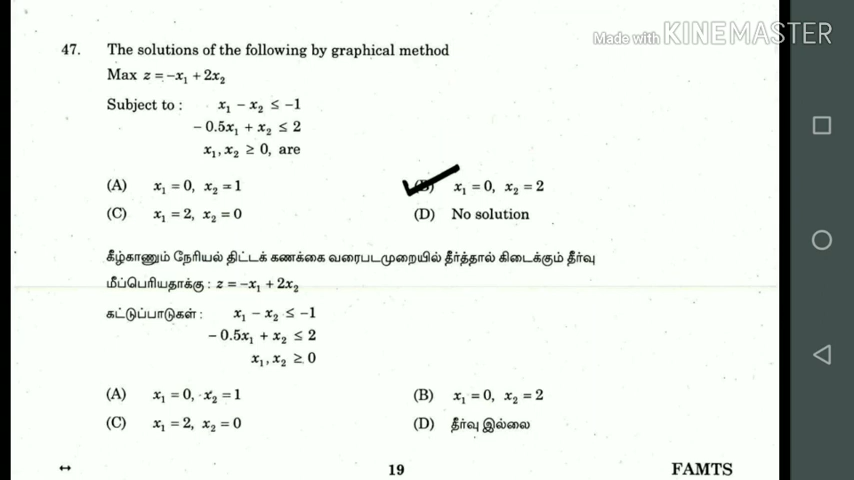 Made with KINEMASTER
47. The solutions of the following by graphical method
Max z = –x₁ + 2x₂
Subject to : x₁ – x₂ ≤ –1
– 0.5x₁ + x₂ ≤ 2
x₁, x₂ ≥ 0, are
(A) x₁ = 0, x₂ = 1 (B) x₁ = 0, x₂ = 2
(C) x₁ = 2, x₂ = 0 (D) No solution
கீழ்காணும் நேரியல் திட்டக் கணக்கை வரைபடமுறையில் தீர்த்தால் கிடைக்கும் தீர்வு
மீப்பெரியதாக்கு : z = –x₁ + 2x₂
கட்டுப்பாடுகள் : x₁ – x₂ ≤ –1
– 0.5x₁ + x₂ ≤ 2
x₁, x₂ ≥ 0
(A) x₁ = 0, x₂ = 1 (B) x₁ = 0, x₂ = 2
(C) x₁ = 2, x₂ = 0 (D) தீர்வு இல்லை
↔ 19 FAMTS